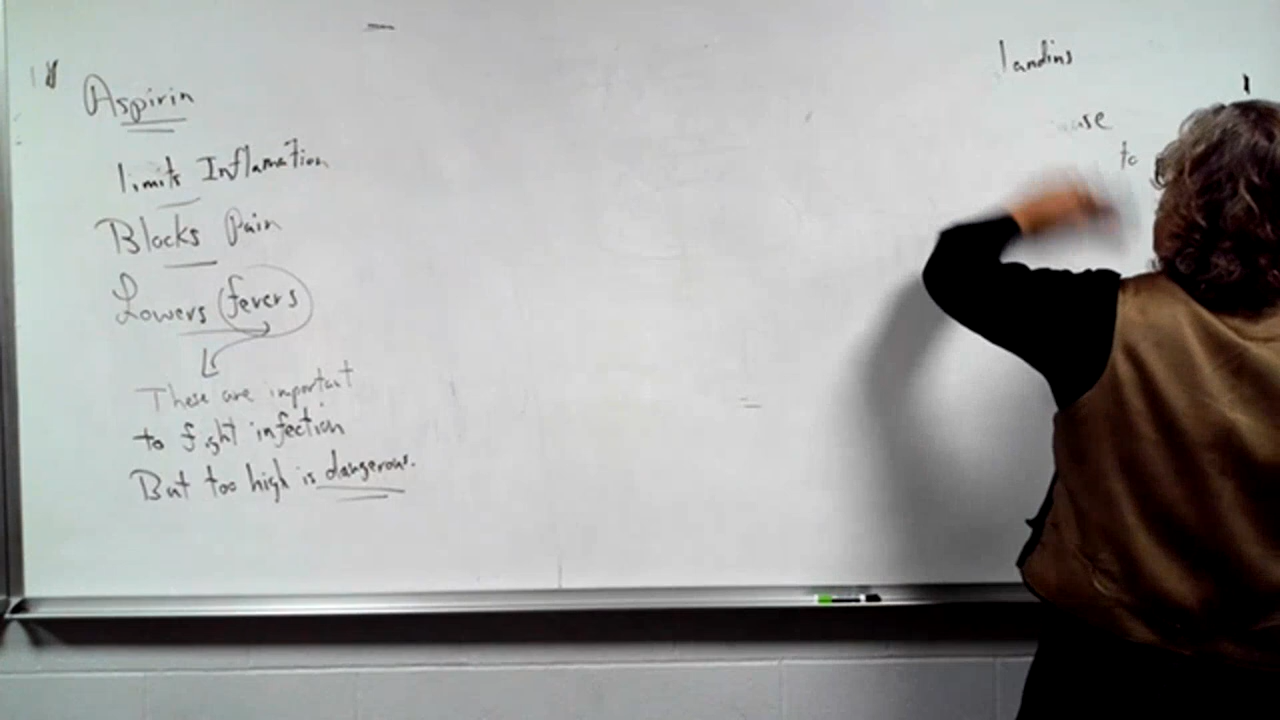 Aspirin
limits Inflamation
Blocks Pain
Lowers fevers
These are important
to fight infection
But too high is dangerous.
landins
use
to